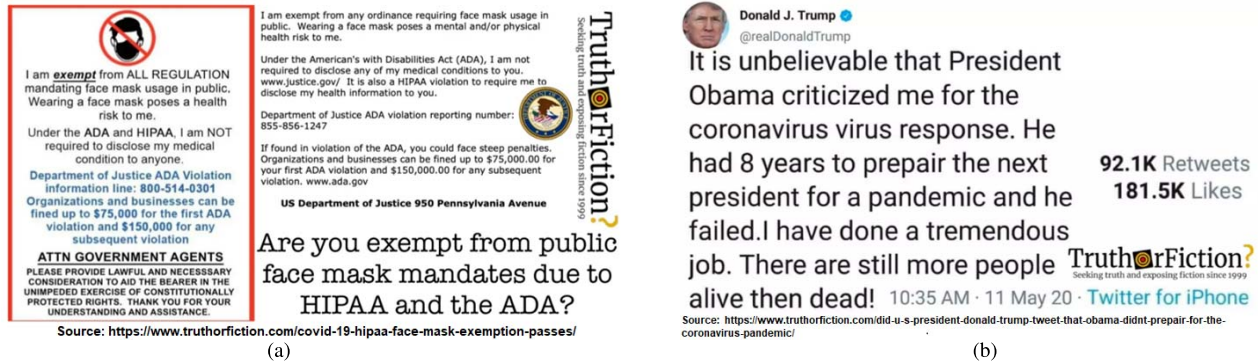 I am exempt from ALL REGULATION
mandating face mask usage in public.
Wearing a face mask poses a health
risk to me.
Under the ADA and HIPAA, I am NOT
required to disclose my medical
condition to anyone.
Department of Justice ADA Violation
information line: 800-514-0301
Organizations and businesses can be
fined up to $75,000 for the first ADA
violation and $150,000 for any
subsequent violation
ATTN GOVERNMENT AGENTS
PLEASE PROVIDE LAWFUL AND NECESSSARY
CONSIDERATION TO AID THE BEARER IN THE
UNIMPEDED EXERCISE OF CONSTITUTIONALLY
PROTECTED RIGHTS. THANK YOU FOR YOUR
UNDERSTANDING AND ASSISTANCE.
I am exempt from any ordinance requiring face mask usage in
public. Wearing a face mask poses a mental and/or physical
health risk to me.
Under the American's with Disabilities Act (ADA), I am not
required to disclose any of my medical conditions to you.
www.justice.gov/ It is also a HIPAA violation to require me to
disclose my health information to you.
Department of Justice ADA violation reporting number:
855-856-1247
If found in violation of the ADA, you could face steep penalties.
Organizations and businesses can be fined up to $75,000.00 for
your first ADA violation and $150,000.00 for any subsequent
violation. www.ada.gov
US Department of Justice 950 Pennsylvania Avenue
TruthorFiction?
Seeking truth and exposing fiction since 1999
Are you exempt from public
face mask mandates due to
HIPAA and the ADA?
Source: https://www.truthorfiction.com/covid-19-hipaa-face-mask-exemption-passes/
(a)
Donald J. Trump
@realDonaldTrump
It is unbelievable that President
Obama criticized me for the
coronavirus virus response. He
had 8 years to prepair the next
president for a pandemic and he
failed.I have done a tremendous
job. There are still more people
alive then dead! 10:35 AM · 11 May 20 · Twitter for iPhone
92.1K Retweets
181.5K Likes
TruthorFiction?
Seeking truth and exposing fiction since 1999
Source: https://www.truthorfiction.com/did-u-s-president-donald-trump-tweet-that-obama-didnt-prepair-for-the-
coronavirus-pandemic/
(b)